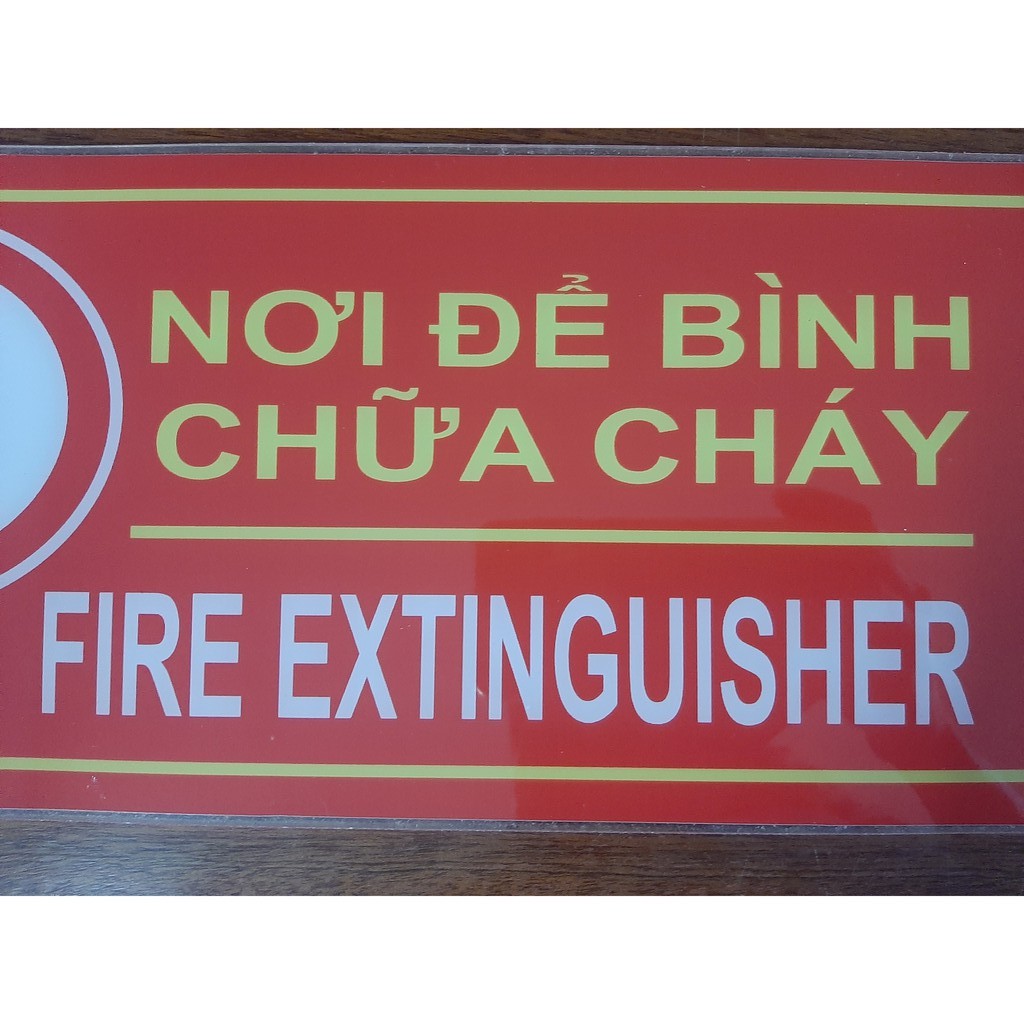 NƠI ĐỂ BÌNH
CHỮA CHÁY
FIRE EXTINGUISHER